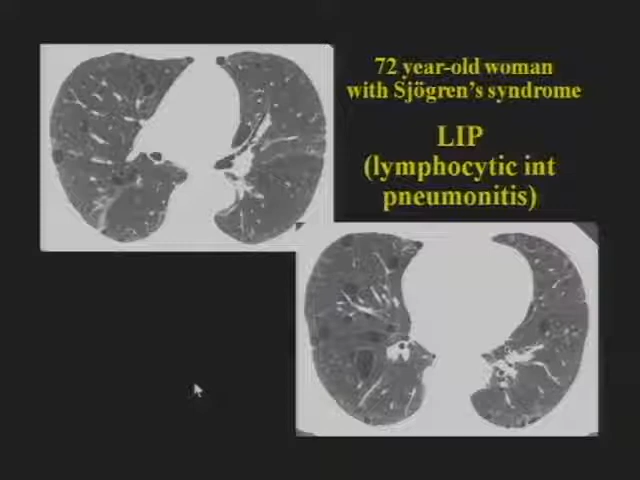 72 year-old woman
with Sjögren's syndrome
LIP
(lymphocytic int
pneumonitis)